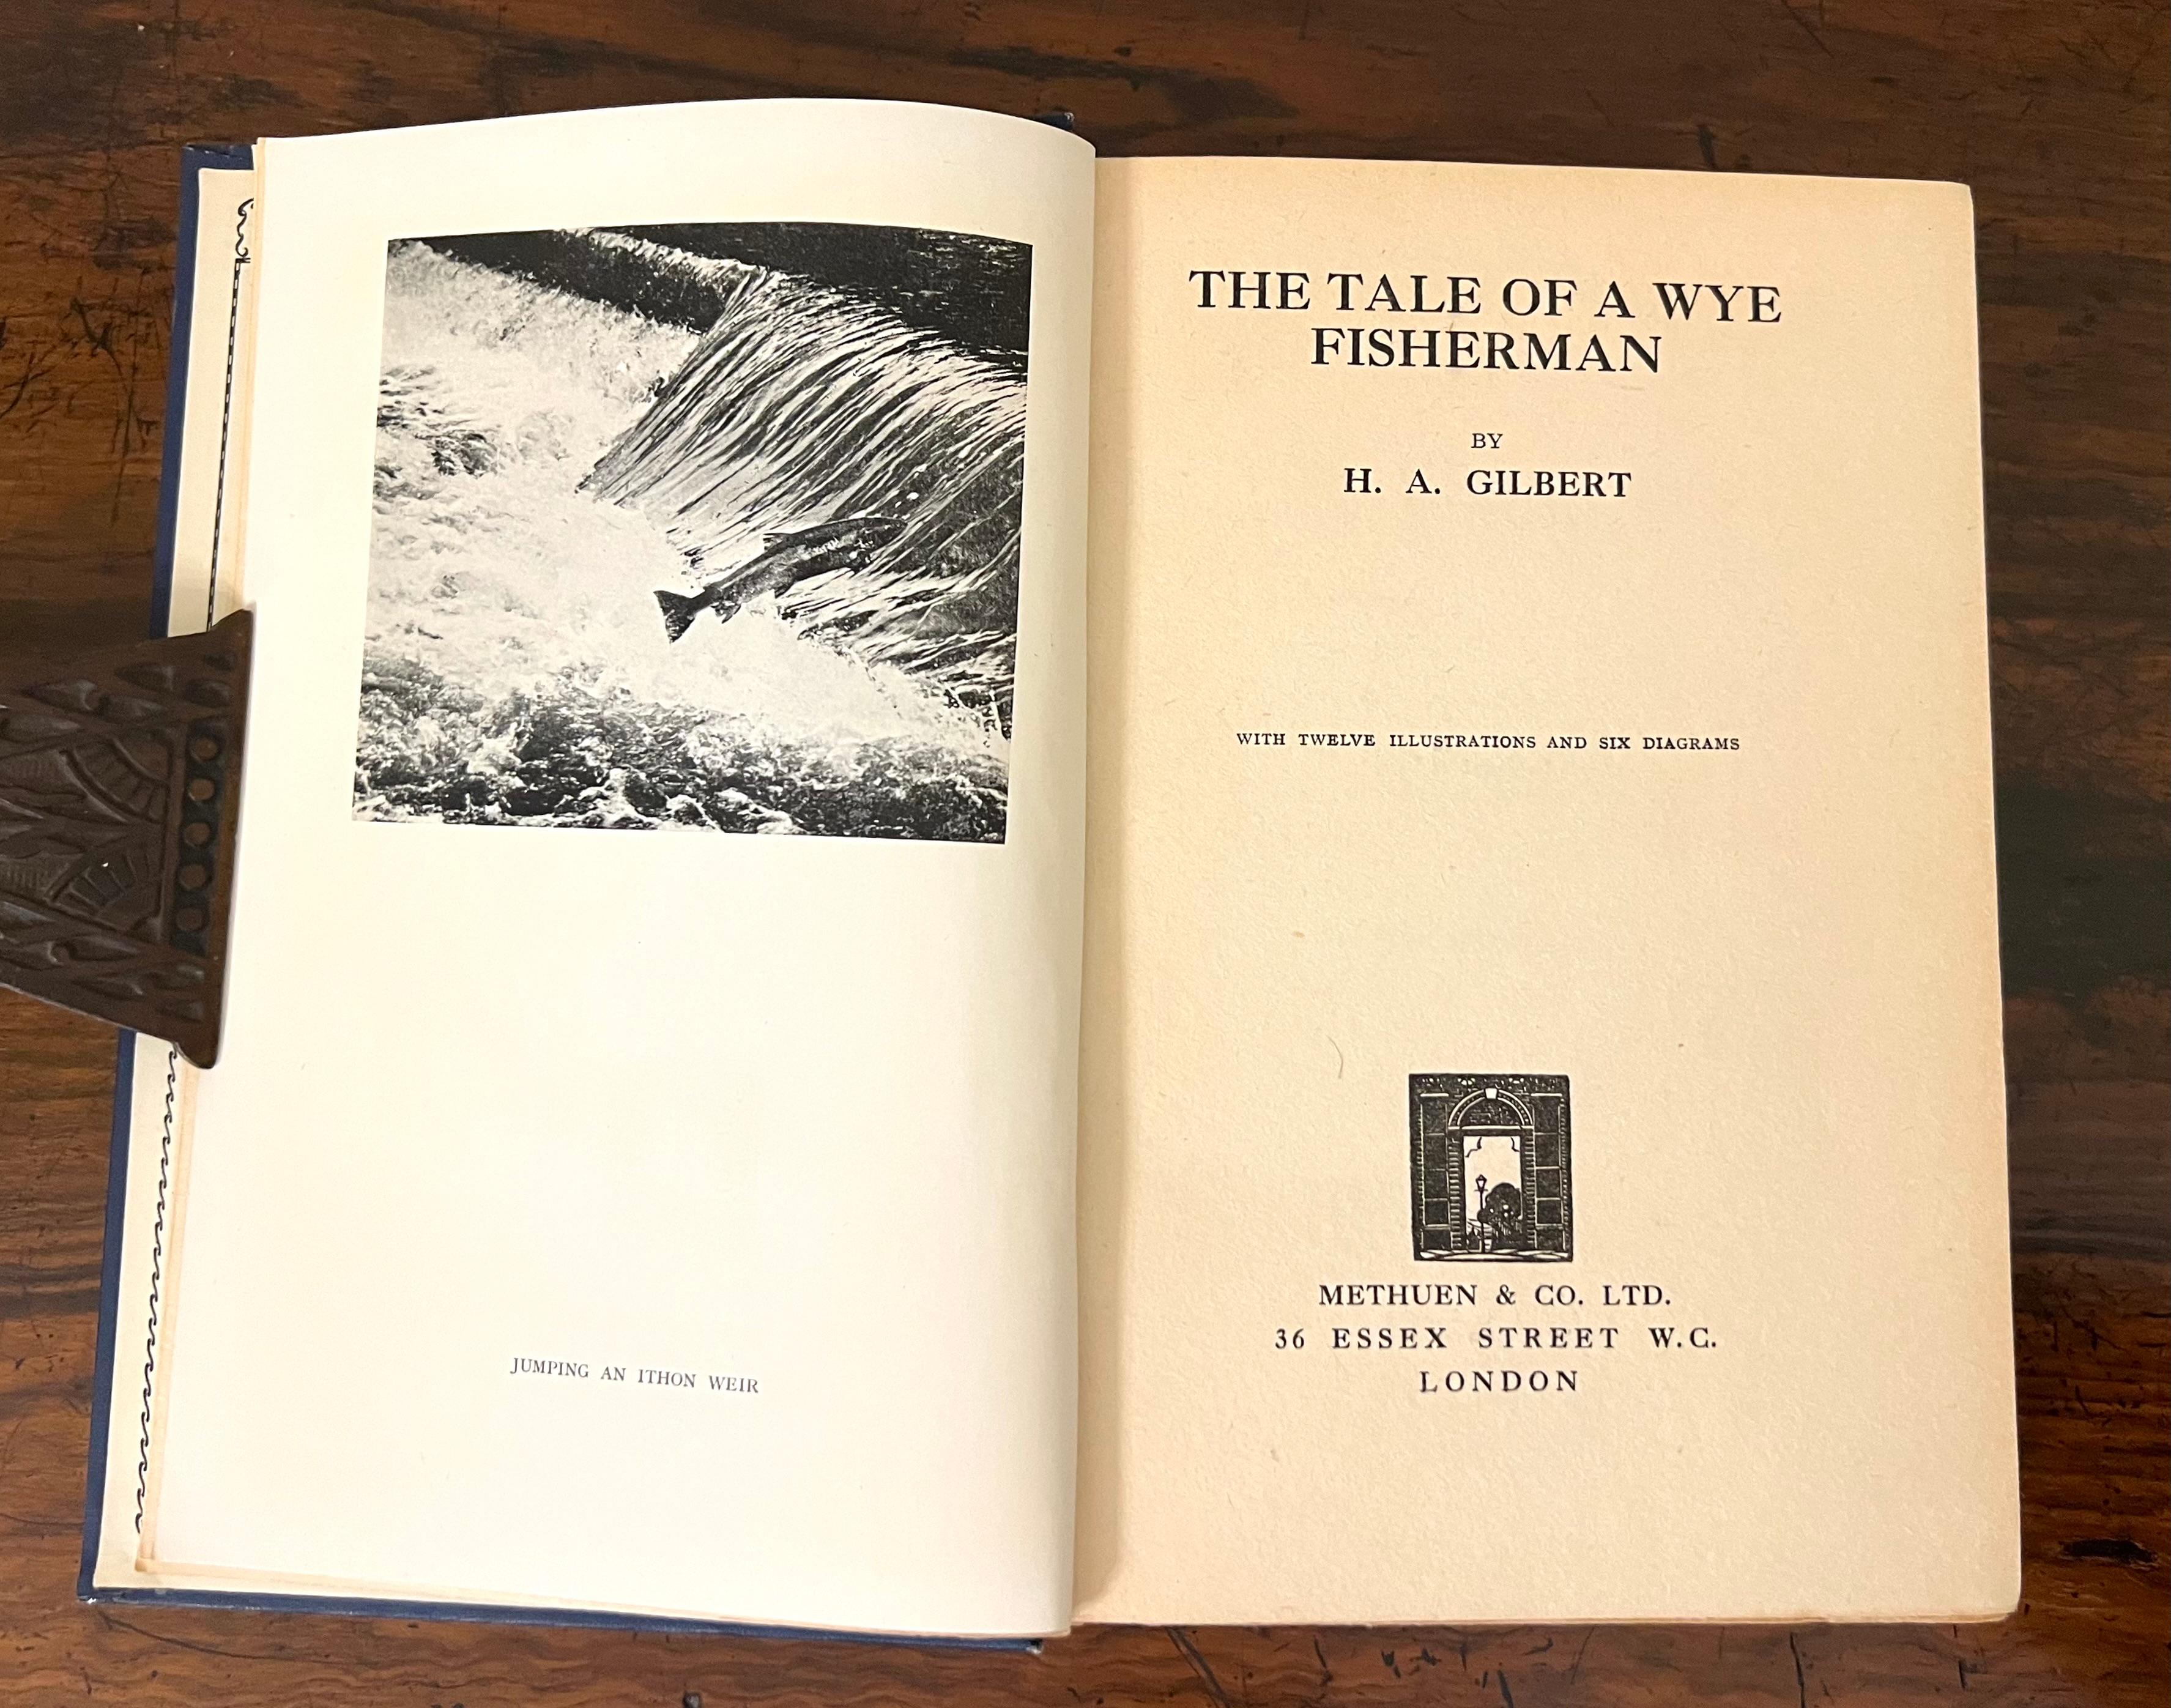 JUMPING AN ITHON WEIR
THE TALE OF A WYE
FISHERMAN
BY
H. A. GILBERT
WITH TWELVE ILLUSTRATIONS AND SIX DIAGRAMS
METHUEN & CO. LTD.
36 ESSEX STREET W.C.
LONDON